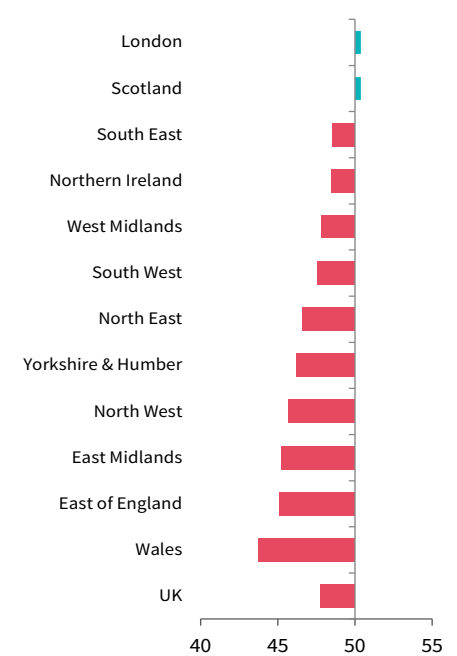 London
Scotland
South East
Northern Ireland
West Midlands
South West
North East
Yorkshire & Humber
North West
East Midlands
East of England
Wales
UK
40 45 50 55